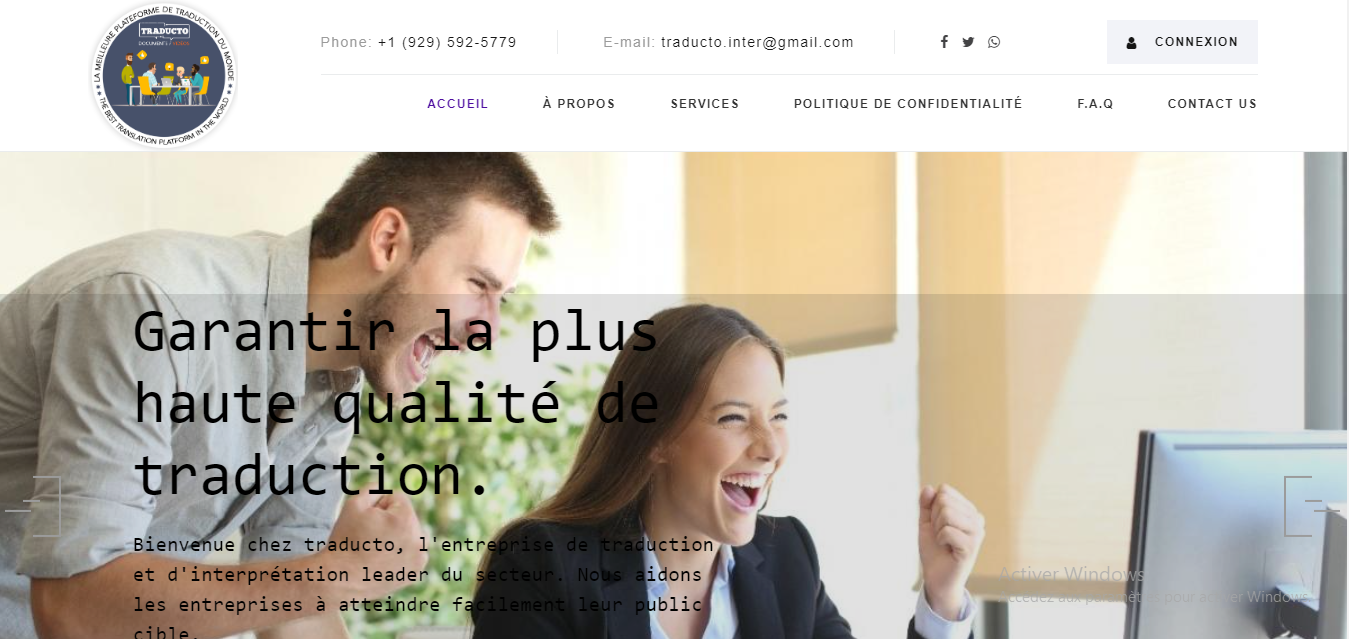 LA MEILLEURE PLATEFORME DE TRADUCTION DU MONDE
TRADUCTO
DOCUMENTS / VIDEOS
THE BEST TRANSLATION PLATFORM IN THE WORLD
Phone: +1 (929) 592-5779
E-mail: traducto.inter@gmail.com
CONNEXION
ACCUEIL
À PROPOS
SERVICES
POLITIQUE DE CONFIDENTIALITÉ
F.A.Q
CONTACT US
Garantir la plus
haute qualité de
traduction.
Bienvenue chez traducto, l'entreprise de traduction
et d'interprétation leader du secteur. Nous aidons
les entreprises à atteindre facilement leur public
cible.
Activer Windows
Accédez aux paramètres pour activer Windows.